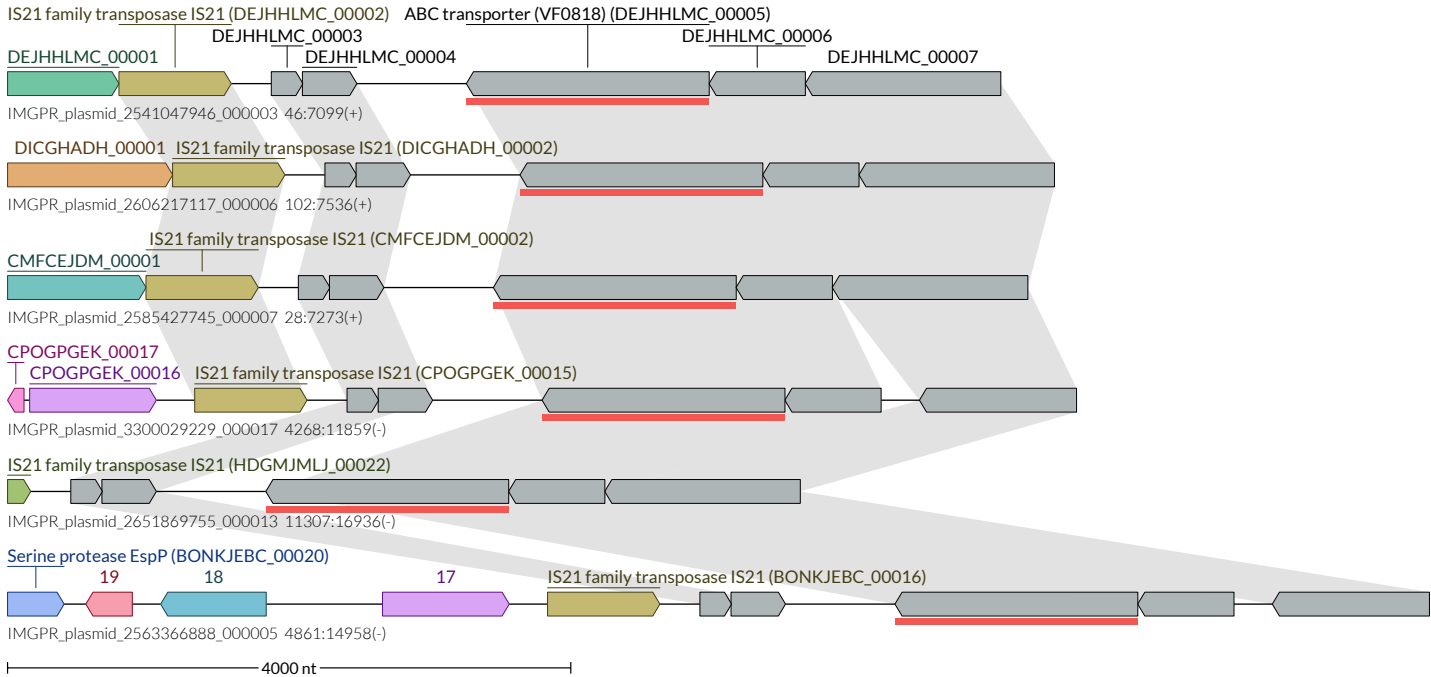 IS21 family transposase IS21 (DEJHHLMC_00002) ABC transporter (VF0818) (DEJHHLMC_00005)
DEJHHLMC_00003 DEJHHLMC_00006
DEJHHLMC_00001 DEJHHLMC_00004 DEJHHLMC_00007
IMGPR_plasmid_2541047946_000003 46:7099(+)
DICGHADH_00001 IS21 family transposase IS21 (DICGHADH_00002)
IMGPR_plasmid_2606217117_000006 102:7536(+)
IS21 family transposase IS21 (CMFCEJDM_00002)
CMFCEJDM_00001
IMGPR_plasmid_2585427745_000007 28:7273(+)
CPOGPGEK_00017
CPOGPGEK_00016 IS21 family transposase IS21 (CPOGPGEK_00015)
IMGPR_plasmid_3300029229_000017 4268:11859(-)
IS21 family transposase IS21 (HDGMJMLJ_00022)
IMGPR_plasmid_2651869755_000013 11307:16936(-)
Serine protease EspP (BONKJEBC_00020)
19 18 17 IS21 family transposase IS21 (BONKJEBC_00016)
IMGPR_plasmid_2563366888_000005 4861:14958(-)
4000 nt